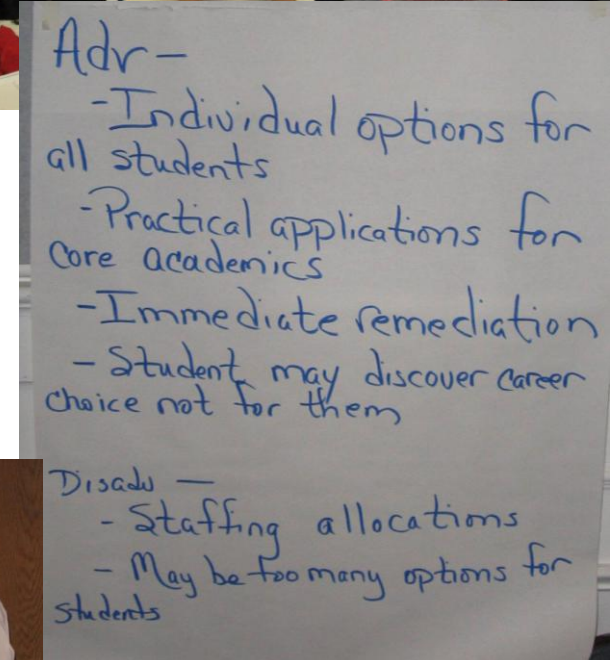 Adv-
-Individual options for
all students
-Practical applications for
Core academics
-Immediate remediation
- Student may discover career
choice not for them
Disadv —
- Staffing allocations
- May be too many options for
students